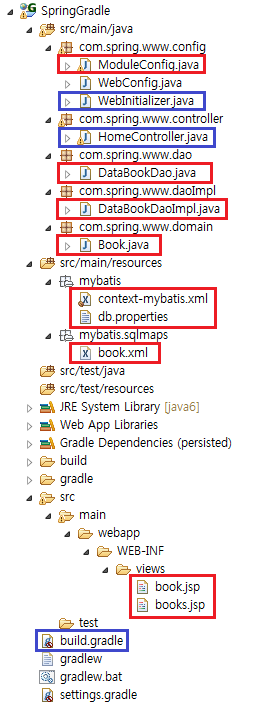 SpringGradle
src/main/java
com.spring.www.config
ModuleConfig.java
WebConfig.java
WebInitializer.java
com.spring.www.controller
HomeController.java
com.spring.www.dao
DataBookDao.java
com.spring.www.daoImpl
DataBookDaoImpl.java
com.spring.www.domain
Book.java
src/main/resources
mybatis
context-mybatis.xml
db.properties
mybatis.sqlmaps
book.xml
src/test/java
src/test/resources
JRE System Library [java6]
Web App Libraries
Gradle Dependencies (persisted)
build
gradle
src
main
webapp
WEB-INF
views
book.jsp
books.jsp
test
build.gradle
gradlew
gradlew.bat
settings.gradle